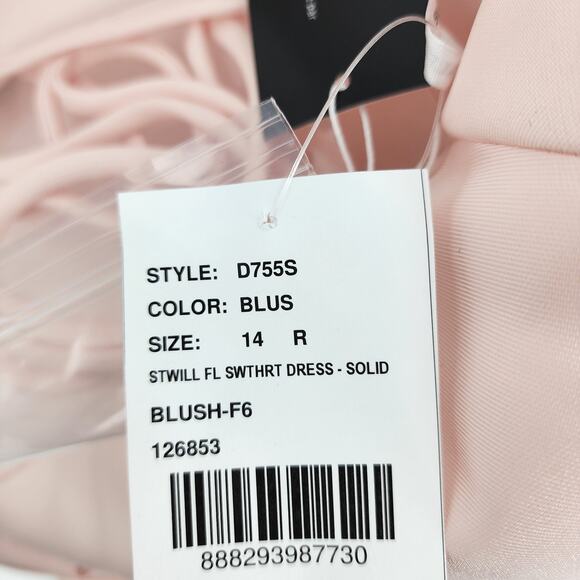 STYLE: D755S
COLOR: BLUS
SIZE: 14 R
STWILL FL SWTHRT DRESS - SOLID
BLUSH-F6
126853
888293987730